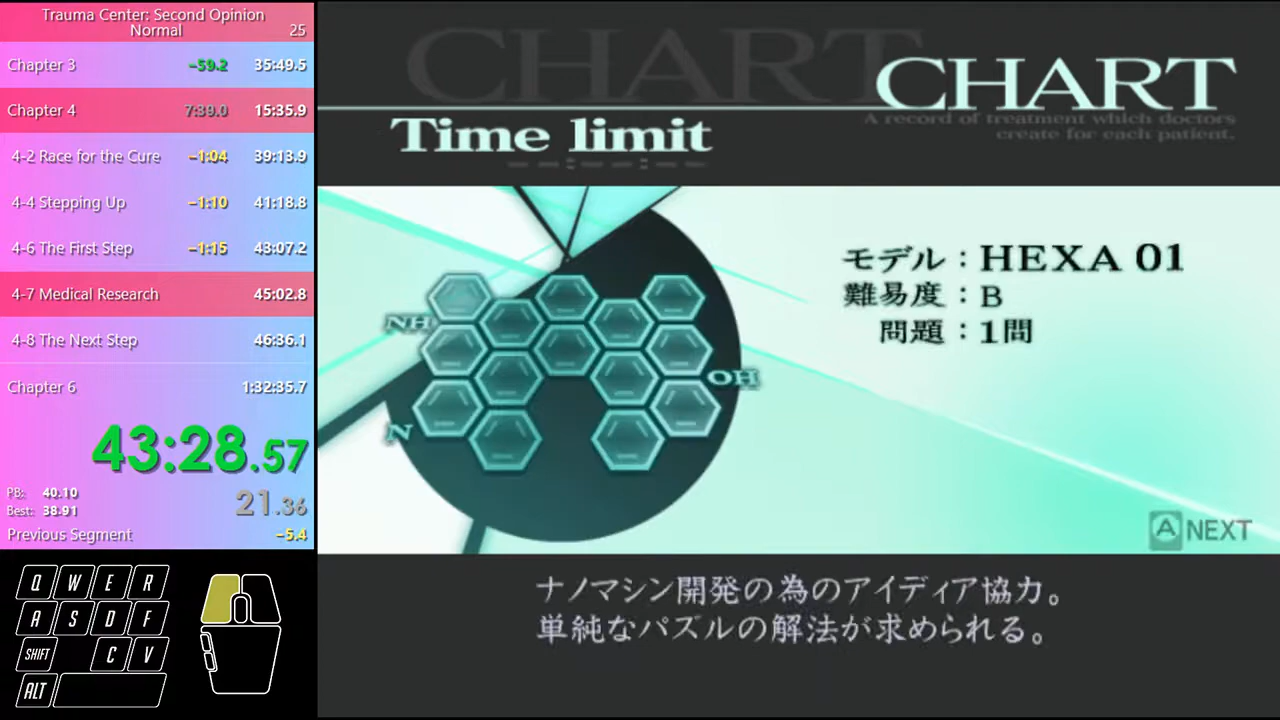 Trauma Center: Second Opinion
Normal 25
Chapter 3 −59.2 35:49.5
Chapter 4 7:39.0 15:35.9
4-2 Race for the Cure −1:04 39:13.9
4-4 Stepping Up −1:10 41:18.8
4-6 The First Step −1:15 43:07.2
4-7 Medical Research 45:02.8
4-8 The Next Step 46:36.1
Chapter 6 1:32:35.7
43:28.57
PB: 40.10
Best: 38.91
21.36
Previous Segment −5.4
Q W E R
A S D F
SHIFT C V
ALT
CHART
CHART
A record of treatment which doctors
create for each patient.
Time limit
--:--:--
モデル：HEXA 01
難易度：B
問題：1問
NH
OH
N
A NEXT
ナノマシン開発の為のアイディア協力。
単純なパズルの解法が求められる。